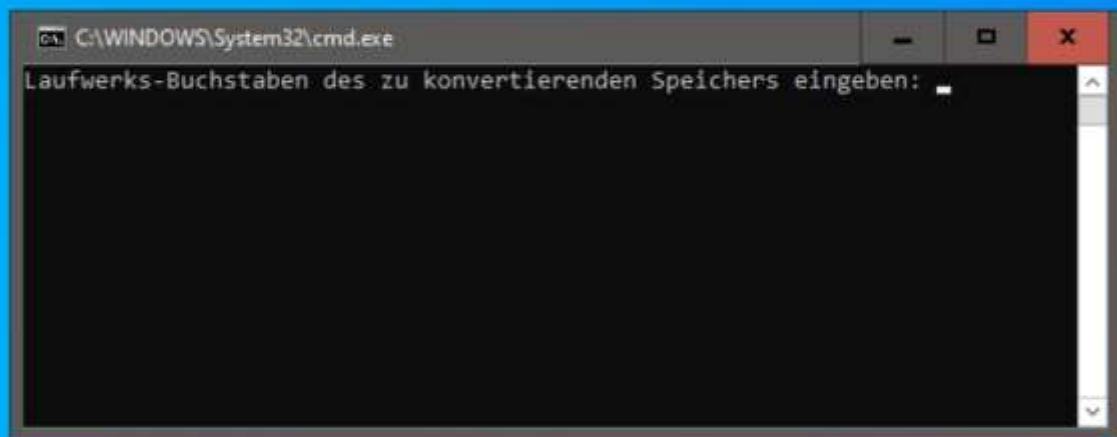 C:\WINDOWS\System32\cmd.exe
Laufwerks-Buchstaben des zu konvertierenden Speichers eingeben: